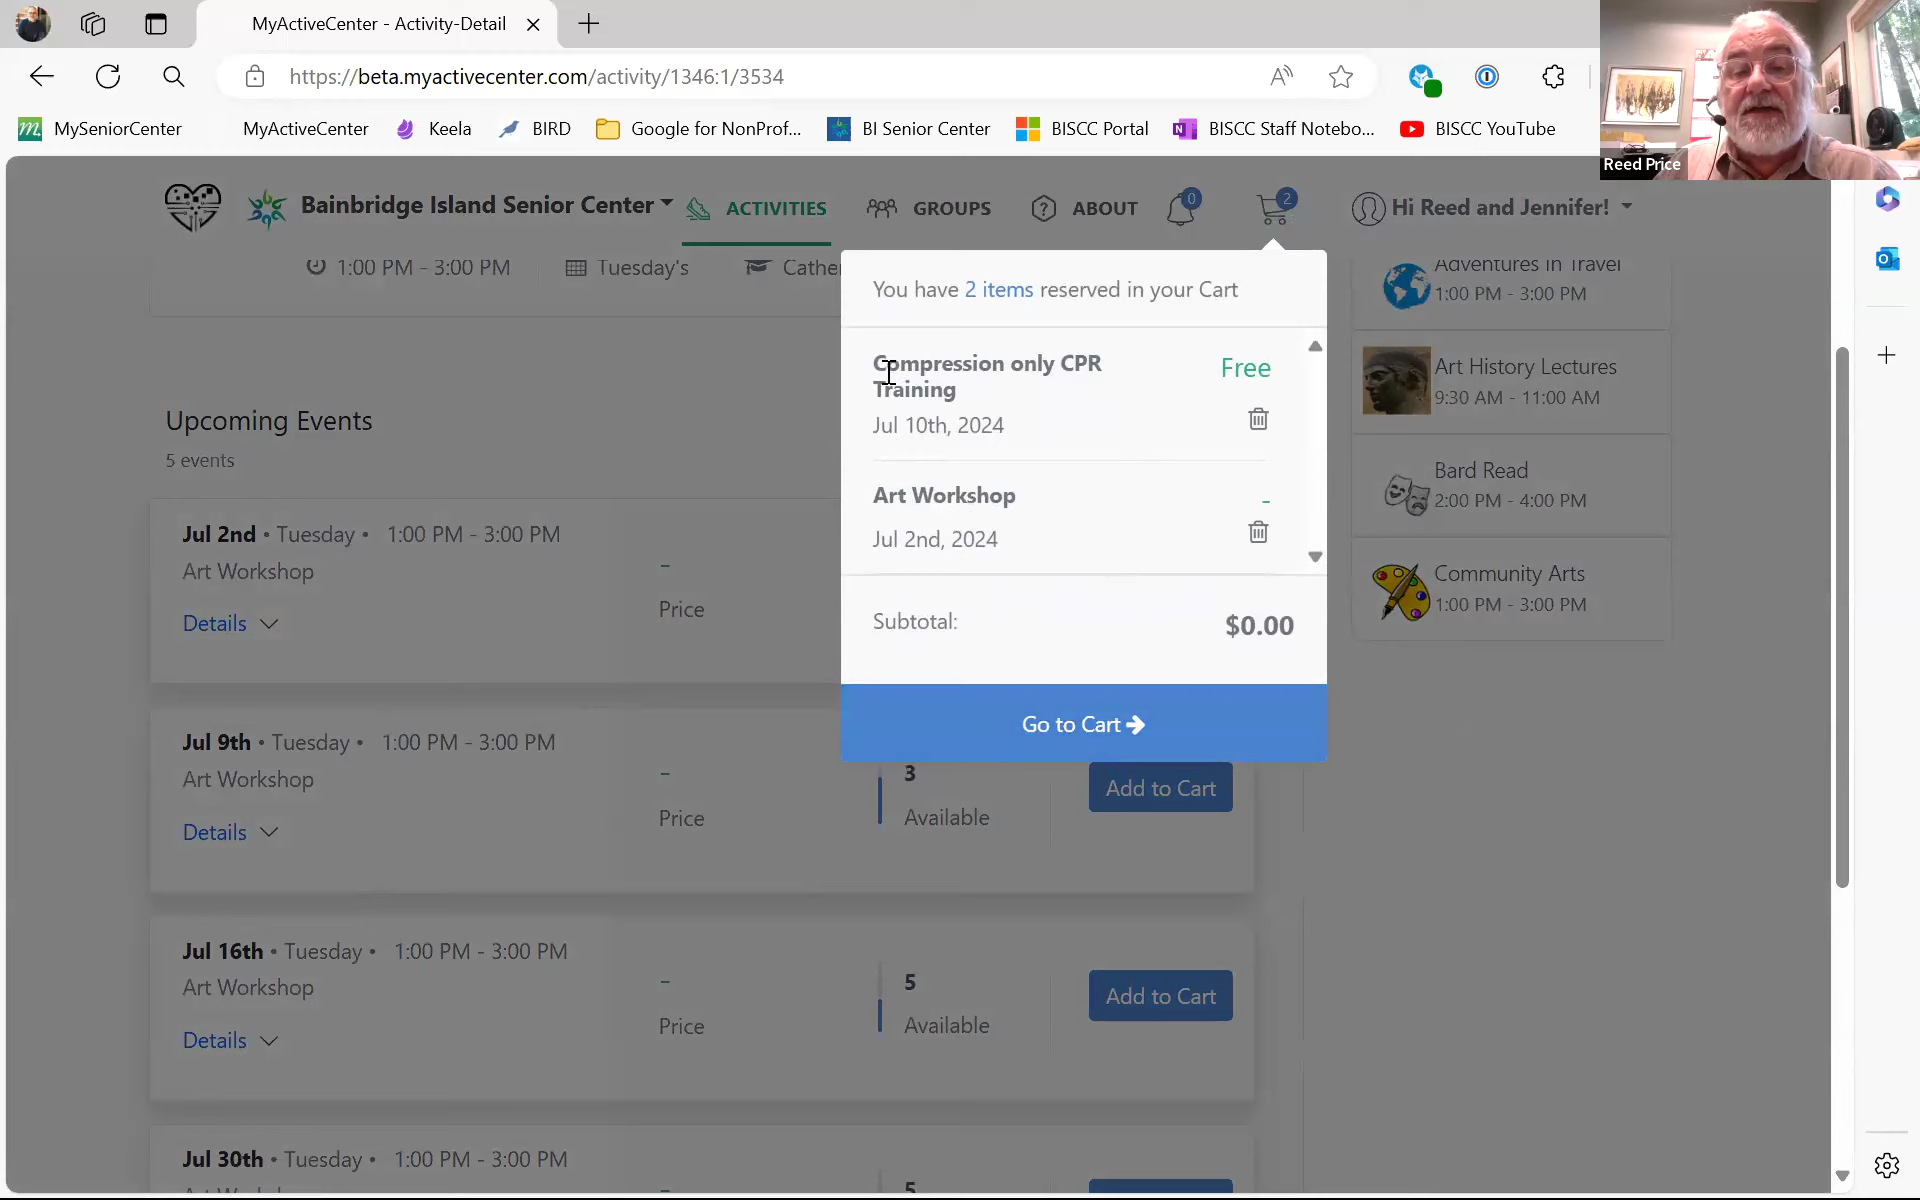 MyActiveCenter - Activity-Detail
https://beta.myactivecenter.com/activity/1346:1/3534
MySeniorCenter
MyActiveCenter
Keela
BIRD
Google for NonProf...
BI Senior Center
BISCC Portal
BISCC Staff Notebo...
BISCC YouTube
Reed Price
Bainbridge Island Senior Center
ACTIVITIES
GROUPS
ABOUT
0
2
Hi Reed and Jennifer!
1:00 PM - 3:00 PM
Tuesday's
Cathe
You have 2 items reserved in your Cart
Compression only CPR
Training
Free
Jul 10th, 2024
Art Workshop
-
Jul 2nd, 2024
Subtotal:
$0.00
Go to Cart
Upcoming Events
5 events
Jul 2nd • Tuesday • 1:00 PM - 3:00 PM
Art Workshop
-
Price
Details
Jul 9th • Tuesday • 1:00 PM - 3:00 PM
Art Workshop
-
Price
3
Available
Add to Cart
Details
Jul 16th • Tuesday • 1:00 PM - 3:00 PM
Art Workshop
-
Price
5
Available
Add to Cart
Details
Jul 30th • Tuesday • 1:00 PM - 3:00 PM
-
5
Adventures in Travel
1:00 PM - 3:00 PM
Art History Lectures
9:30 AM - 11:00 AM
Bard Read
2:00 PM - 4:00 PM
Community Arts
1:00 PM - 3:00 PM